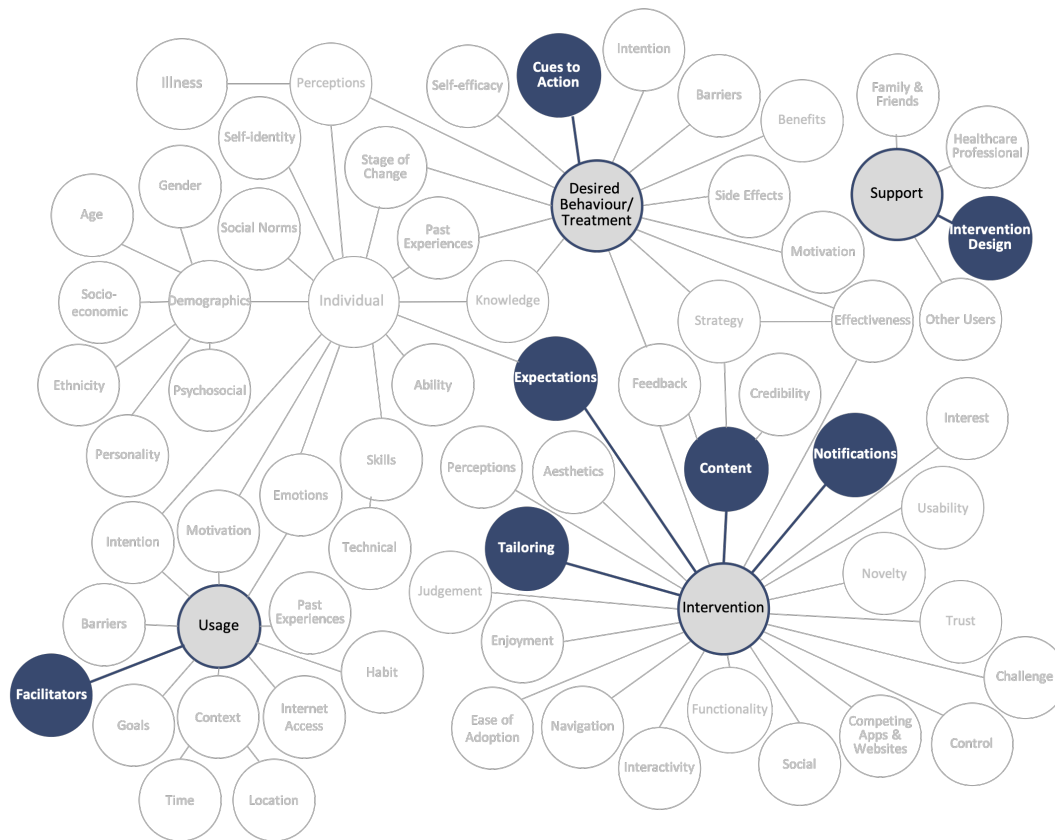 Intention
Cues to
Action
Illness
Perceptions
Self-efficacy
Barriers
Family &
Friends
Benefits
Self-identity
Healthcare
Professional
Stage of
Change
Gender
Desired
Behaviour/
Treatment
Side Effects
Support
Age
Social Norms
Past
Experiences
Intervention
Design
Motivation
Socio-
economic
Demographics
Individual
Knowledge
Strategy
Effectiveness
Other Users
Expectations
Ethnicity
Psychosocial
Ability
Feedback
Credibility
Interest
Personality
Skills
Perceptions
Aesthetics
Content
Notifications
Emotions
Usability
Intention
Motivation
Technical
Tailoring
Novelty
Judgement
Intervention
Barriers
Usage
Past
Experiences
Trust
Enjoyment
Habit
Challenge
Facilitators
Goals
Context
Internet
Access
Ease of
Adoption
Navigation
Functionality
Competing
Apps &
Websites
Control
Interactivity
Social
Time
Location